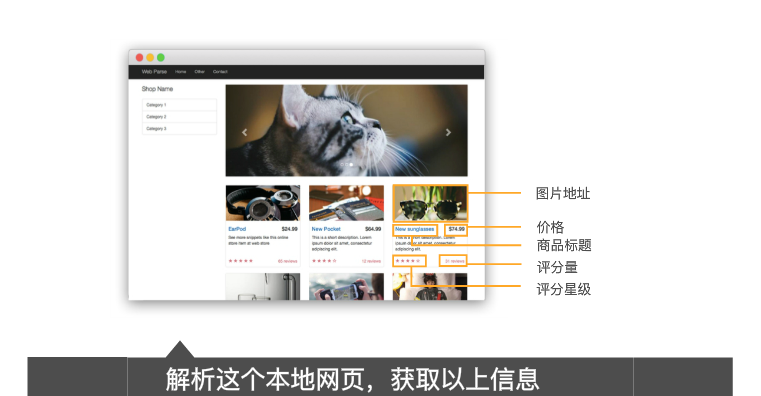 Web Parse Home Other Contact
Shop Name
Category 1
Category 2
Category 3
EarPod $24.99
See more snippets like this online
store item at web store
65 reviews
New Pocket $64.99
This is a short description. Lorem
ipsum dolor sit amet, consectetur
adipiscing elit.
12 reviews
New sunglasses $74.99
This is a short description. Lorem
ipsum dolor sit amet, consectetur
adipiscing elit.
31 reviews
图片地址
价格
商品标题
评分量
评分星级
解析这个本地网页，获取以上信息